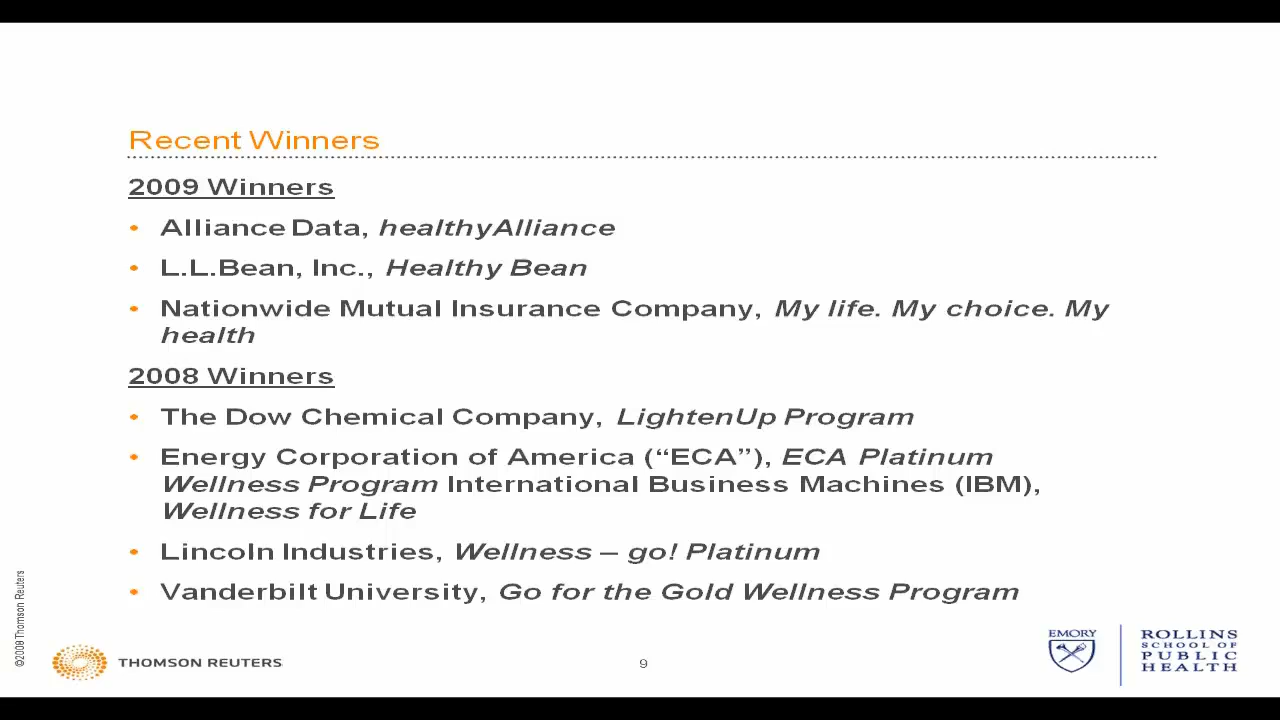 Recent Winners
2009 Winners
• Alliance Data, healthyAlliance
• L.L.Bean, Inc., Healthy Bean
• Nationwide Mutual Insurance Company, My life. My choice. My
health
2008 Winners
• The Dow Chemical Company, LightenUp Program
• Energy Corporation of America (“ECA”), ECA Platinum
Wellness Program International Business Machines (IBM),
Wellness for Life
• Lincoln Industries, Wellness – go! Platinum
• Vanderbilt University, Go for the Gold Wellness Program
©2008 Thomson Reuters
THOMSON REUTERS
9
EMORY
ROLLINS
SCHOOL OF
PUBLIC
HEALTH